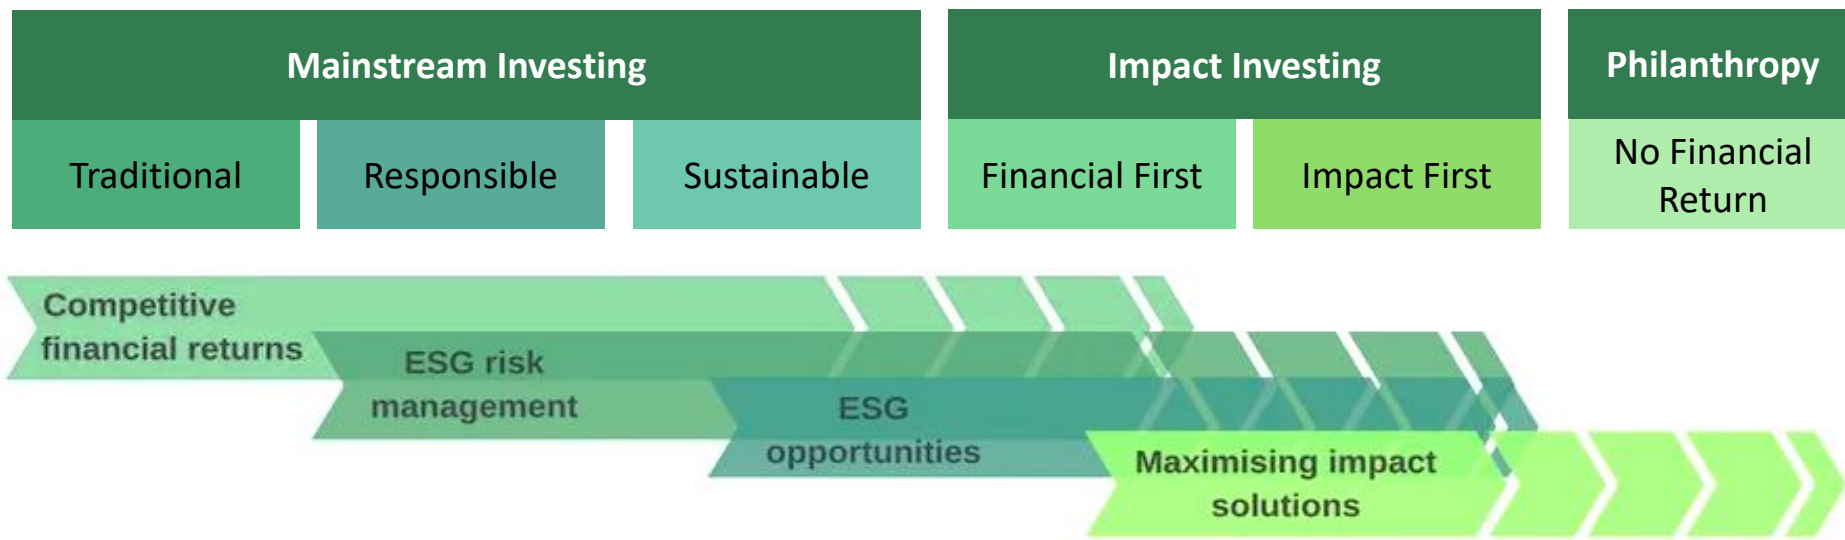 Mainstream Investing
Impact Investing
Philanthropy
Traditional
Responsible
Sustainable
Financial First
Impact First
No Financial
Return
Competitive
financial returns
ESG risk
management
ESG
opportunities
Maximising impact
solutions